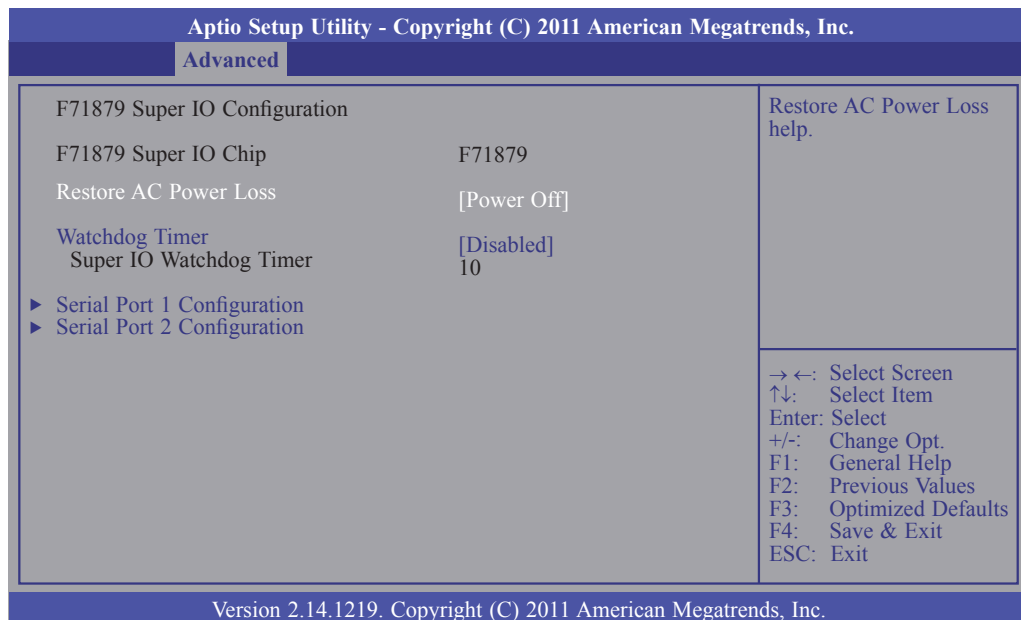 Aptio Setup Utility - Copyright (C) 2011 American Megatrends, Inc.
Advanced
F71879 Super IO Configuration
F71879 Super IO Chip F71879
Restore AC Power Loss [Power Off]
Watchdog Timer [Disabled]
Super IO Watchdog Timer 10
► Serial Port 1 Configuration
► Serial Port 2 Configuration
Restore AC Power Loss
help.
→ ←: Select Screen
↑↓: Select Item
Enter: Select
+/-: Change Opt.
F1: General Help
F2: Previous Values
F3: Optimized Defaults
F4: Save & Exit
ESC: Exit
Version 2.14.1219. Copyright (C) 2011 American Megatrends, Inc.